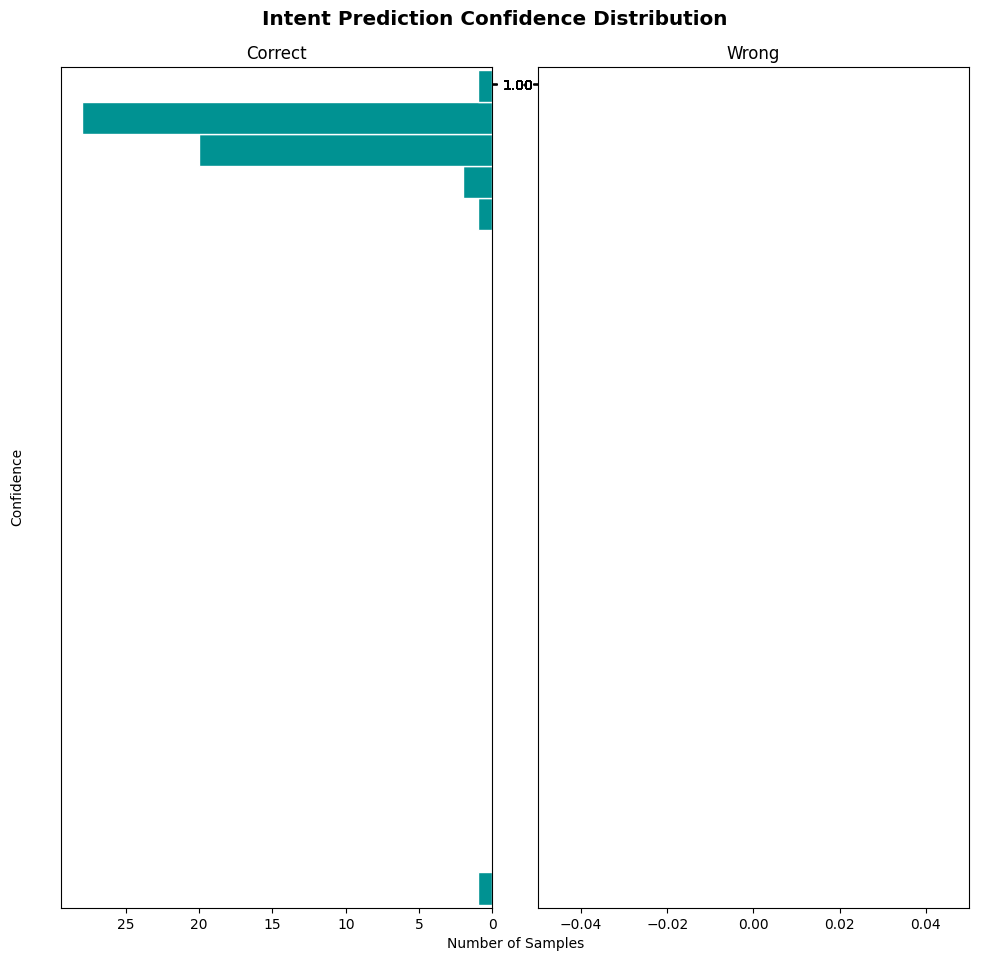 Intent Prediction Confidence Distribution
Correct
Wrong
1.00
Confidence
25 20 15 10 5 0
−0.04 −0.02 0.00 0.02 0.04
Number of Samples